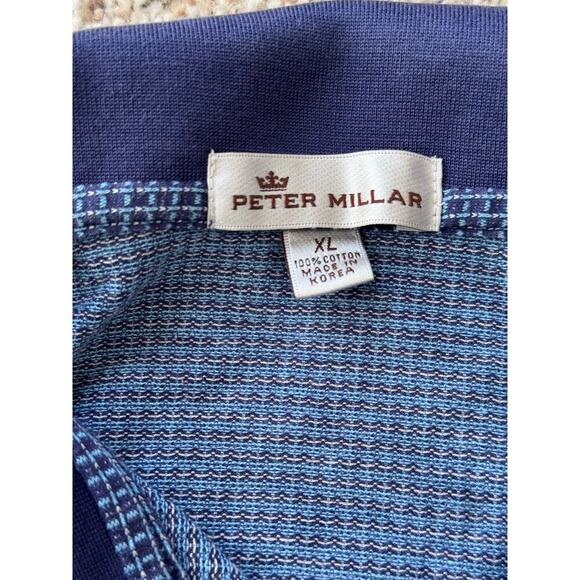 PETER MILLAR
XL
100% COTTON
MADE IN
KOREA